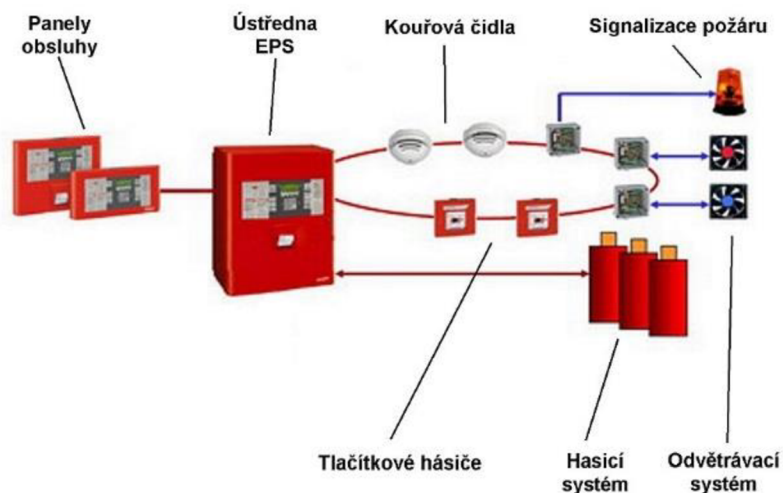 Panely
obsluhy
Ústředna
EPS
Kouřová čidla
Signalizace požáru
Tlačítkové hásiče
Hasicí
systém
Odvětrávací
systém